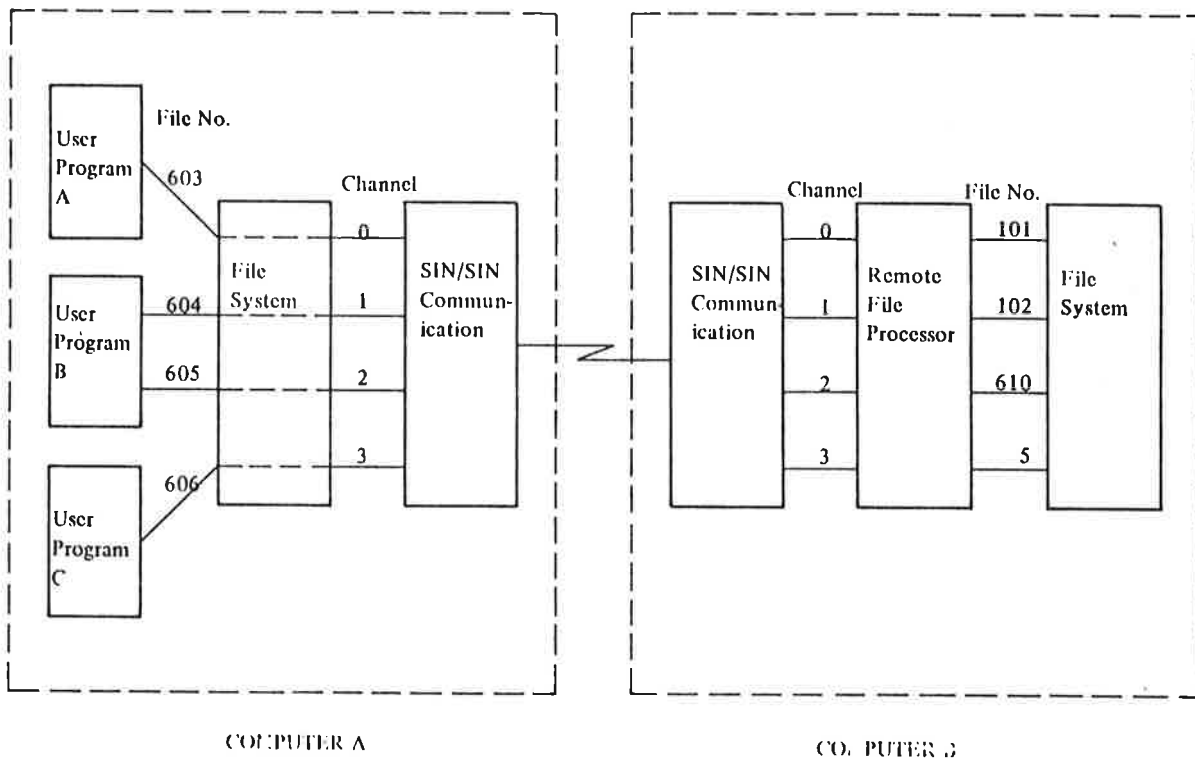 File No.
User
Program
A
603
Channel
0
File
System
SIN/SIN
Commun-
ication
User
Program
B
604
605
1
2
3
606
User
Program
C
Channel
File No.
SIN/SIN
Commun-
ication
0
1
2
3
Remote
File
Processor
101
102
610
5
File
System
COMPUTER A
COMPUTER B